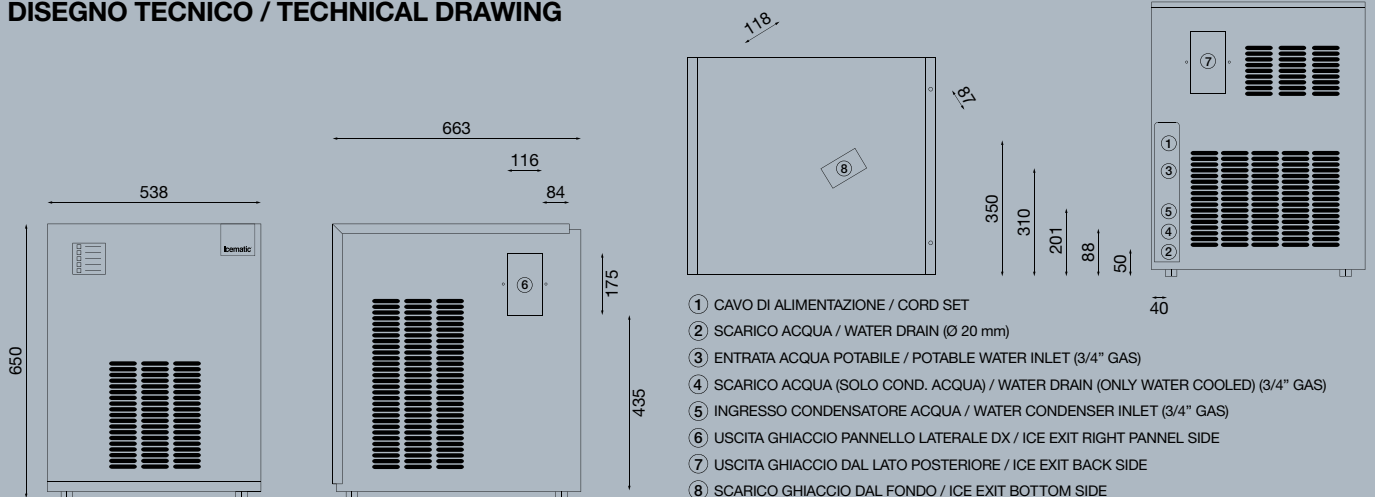 DISEGNO TECNICO / TECHNICAL DRAWING
538
650
Icematic
663
116
84
6
175
435
118
87
8
350
310
201
88
50
7
1
3
5
4
2
40
1 CAVO DI ALIMENTAZIONE / CORD SET
2 SCARICO ACQUA / WATER DRAIN (Ø 20 mm)
3 ENTRATA ACQUA POTABILE / POTABLE WATER INLET (3/4” GAS)
4 SCARICO ACQUA (SOLO COND. ACQUA) / WATER DRAIN (ONLY WATER COOLED) (3/4” GAS)
5 INGRESSO CONDENSATORE ACQUA / WATER CONDENSER INLET (3/4” GAS)
6 USCITA GHIACCIO PANNELLO LATERALE DX / ICE EXIT RIGHT PANNEL SIDE
7 USCITA GHIACCIO DAL LATO POSTERIORE / ICE EXIT BACK SIDE
8 SCARICO GHIACCIO DAL FONDO / ICE EXIT BOTTOM SIDE